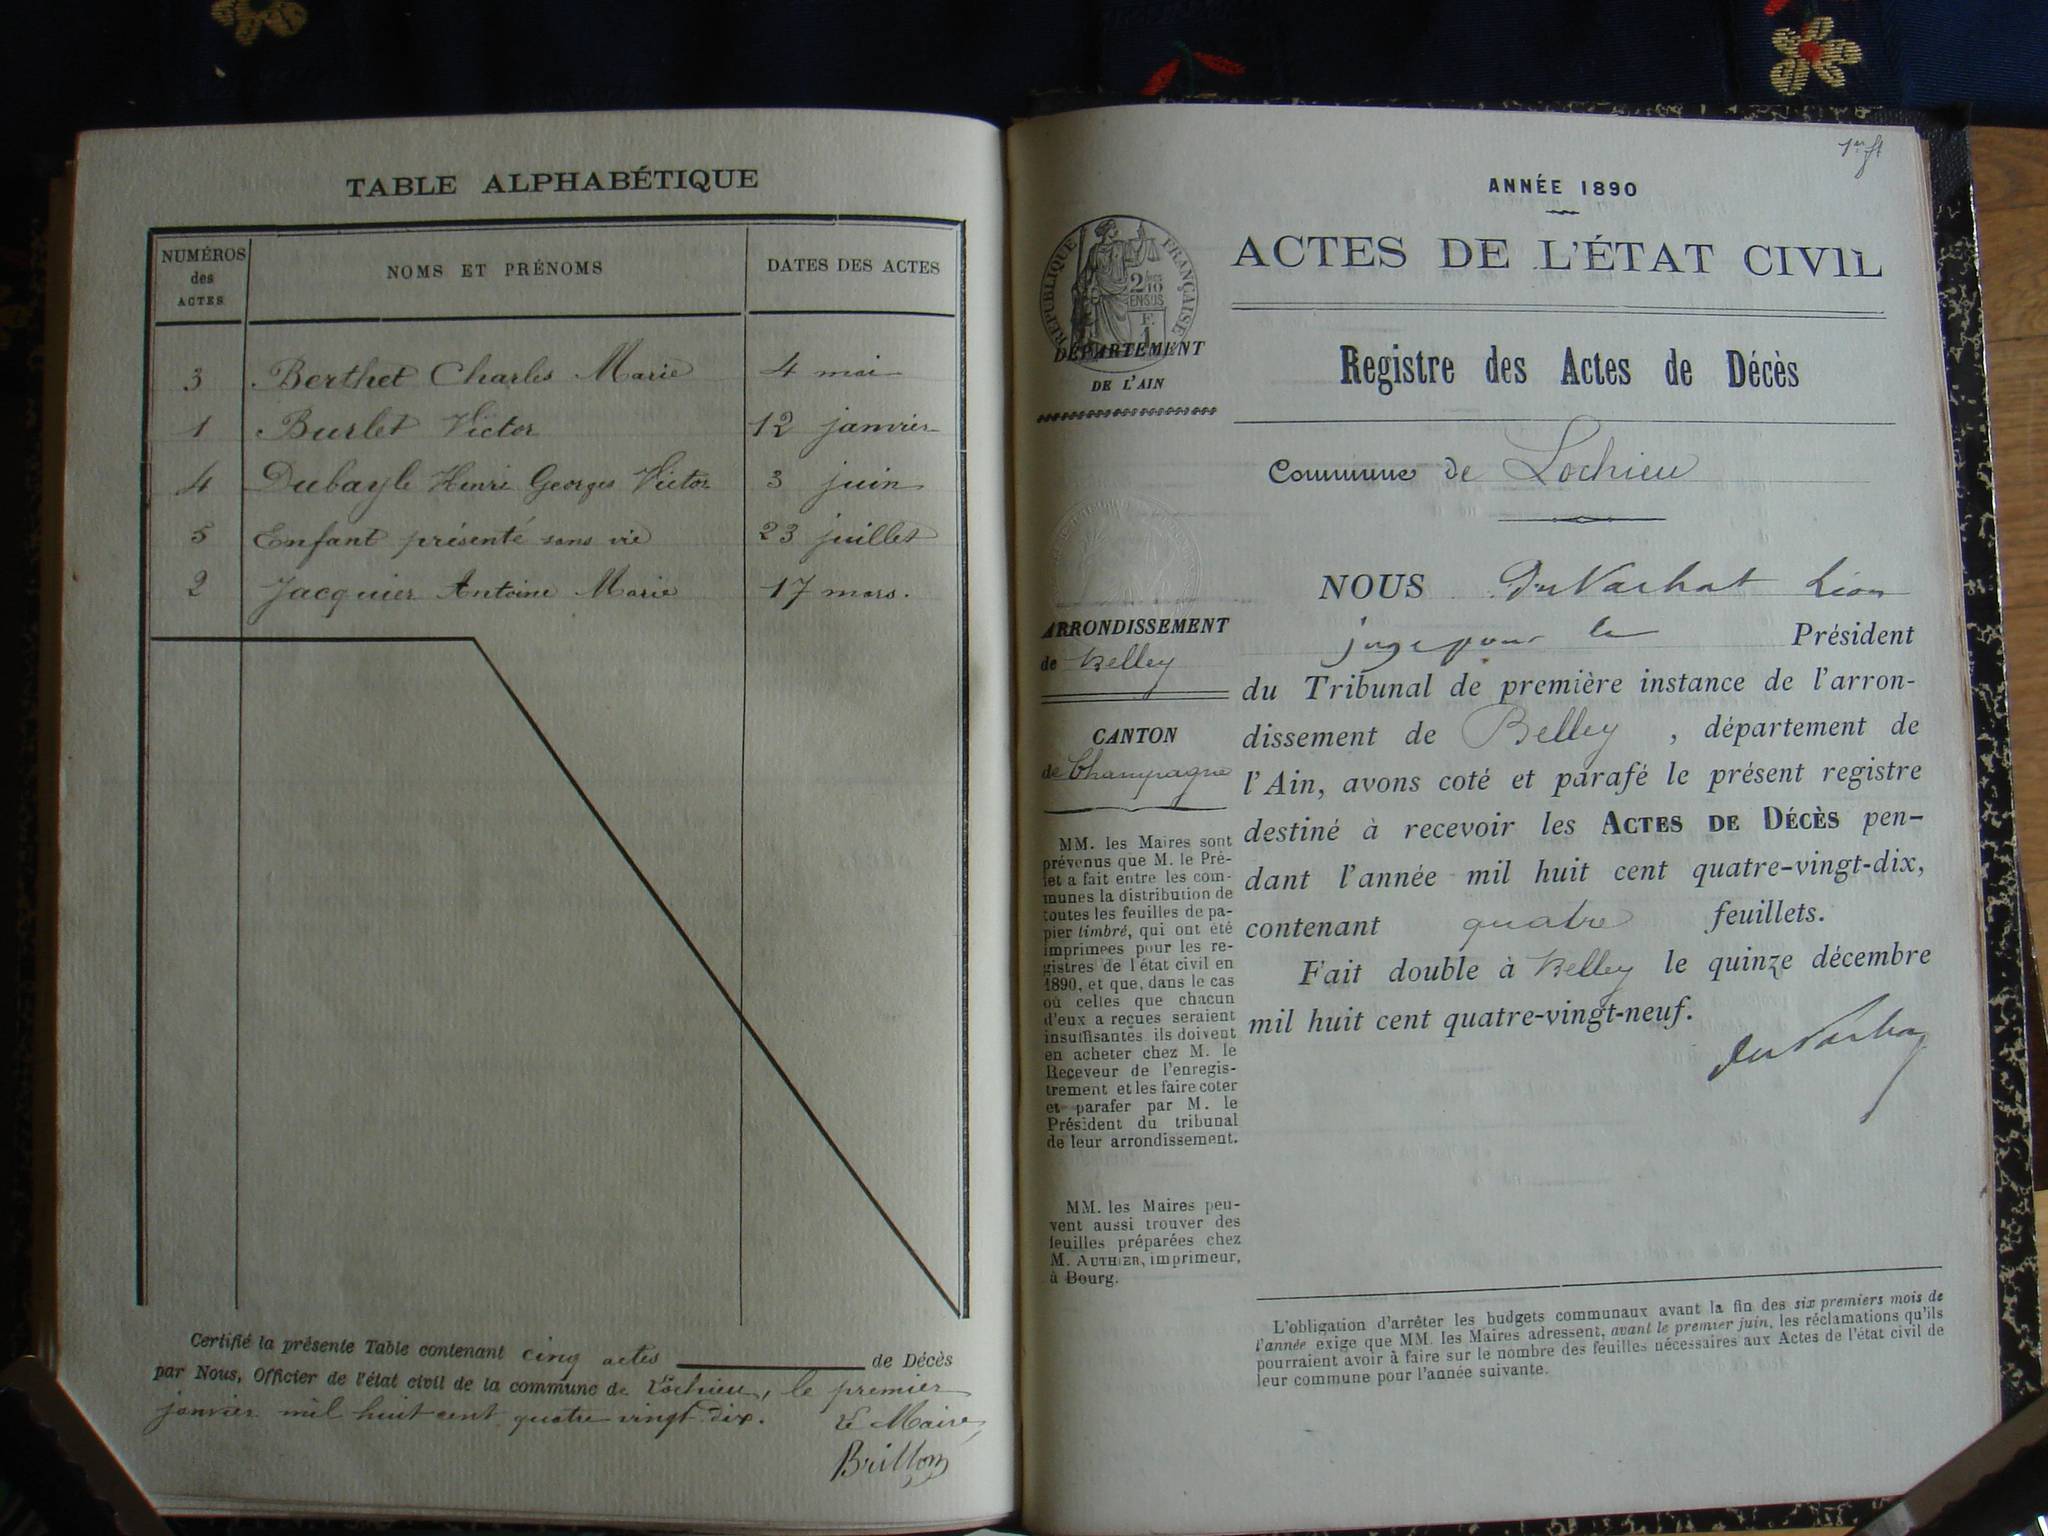 TABLE ALPHABÉTIQUE
NUMÉROS des ACTES NOMS ET PRÉNOMS DATES DES ACTES
3 Berthet Charles Marie 4 mai
1 Burlet Victor 12 janvier
4 Dubayle Henri Georges Victor 3 juin
5 Enfant présenté sans vie 23 juillet
2 Jacquier Antoine Marie 17 mars.
Certifié la présente Table contenant cinq actes de Décès
par Nous, Officier de l'état civil de la commune de Lochieu, le premier
janvier mil huit cent quatre vingt dix.
Le Maire,
Brillon
1er ft
ANNÉE 1890
ACTES DE L'ÉTAT CIVIL
RÉPUBLIQUE FRANÇAISE
2/10
EN SUS
F.
1
DÉPARTEMENT
DE L'AIN
Registre des Actes de Décès
Commune de Lochieu
ARRONDISSEMENT
de Belley
CANTON
de Champagne
MM. les Maires sont
prévenus que M. le Pré-
fet a fait entre les com-
munes la distribution de
toutes les feuilles de pa-
pier timbré, qui ont été
imprimées pour les re-
gistres de l'état civil en
1890, et que, dans le cas
où celles que chacun
d'eux a reçues seraient
insuffisantes ils doivent
en acheter chez M. le
Receveur de l'enregis-
trement et les faire coter
et parafer par M. le
Président du tribunal
de leur arrondissement.
MM. les Maires peu-
vent aussi trouver des
feuilles préparées chez
M. AUTHIER, imprimeur,
à Bourg.
NOUS
juge pour le Président
du Tribunal de première instance de l'arron-
dissement de Belley, département de
l'Ain, avons coté et parafé le présent registre
destiné à recevoir les ACTES DE DÉCÈS pen-
dant l'année mil huit cent quatre-vingt-dix,
contenant quatre feuillets.
Fait double à Belley le quinze décembre
mil huit cent quatre-vingt-neuf.
L'obligation d'arrêter les budgets communaux avant la fin des six premiers mois de
l'année exige que MM. les Maires adressent, avant le premier juin, les réclamations qu'ils
pourraient avoir à faire sur le nombre des feuilles nécessaires aux Actes de l'état civil de
leur commune pour l'année suivante.